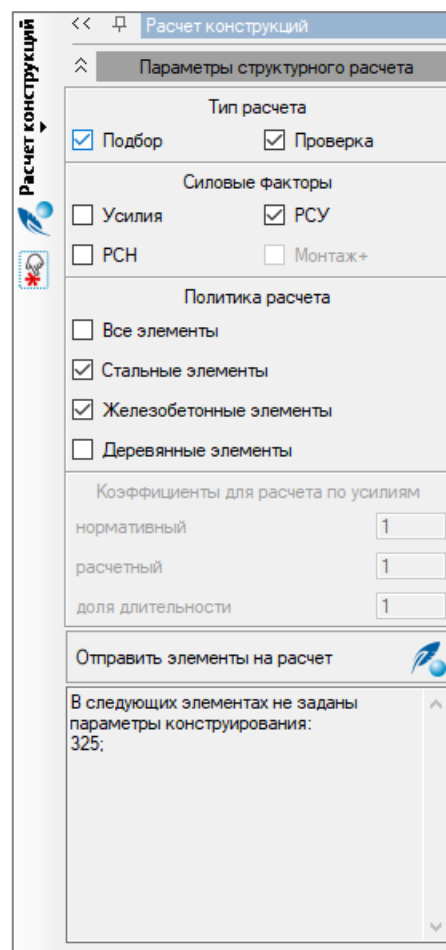 Расчет конструкций
<< Расчет конструкций
Параметры структурного расчета
Тип расчета
Подбор Проверка
Силовые факторы
Усилия РСУ
РСН Монтаж+
Политика расчета
Все элементы
Стальные элементы
Железобетонные элементы
Деревянные элементы
Коэффициенты для расчета по усилиям
нормативный 1
расчетный 1
доля длительности 1
Отправить элементы на расчет
В следующих элементах не заданы
параметры конструирования:
325;